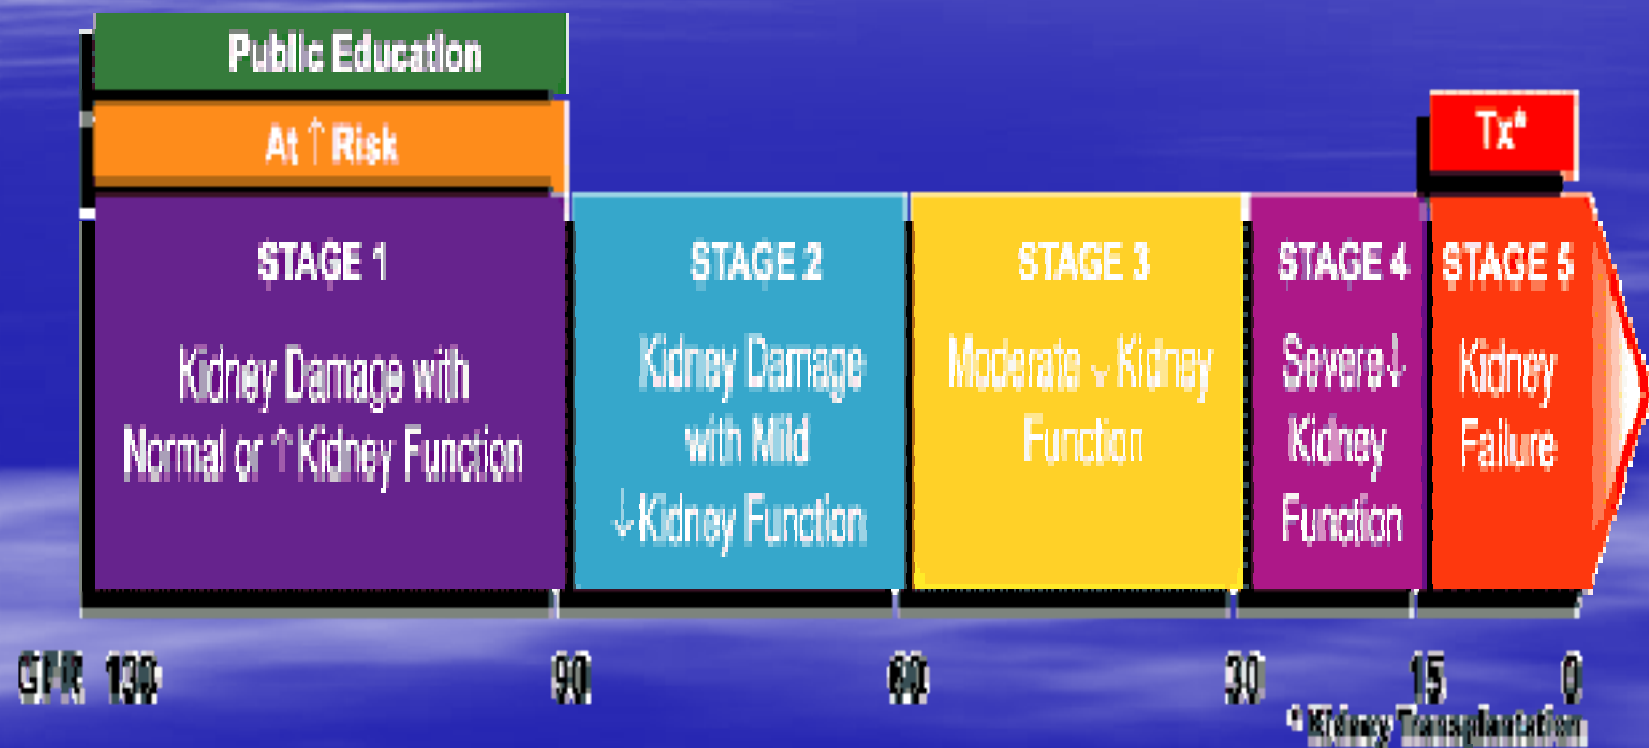 Public Education
At ↑ Risk
Tx*
STAGE 1
Kidney Damage with
Normal or ↑ Kidney Function
STAGE 2
Kidney Damage
with Mild
↓ Kidney Function
STAGE 3
Moderate ↓ Kidney
Function
STAGE 4
Severe ↓
Kidney
Function
STAGE 5
Kidney
Failure
GFR 130 90 60 30 15 0
* Kidney Transplantation